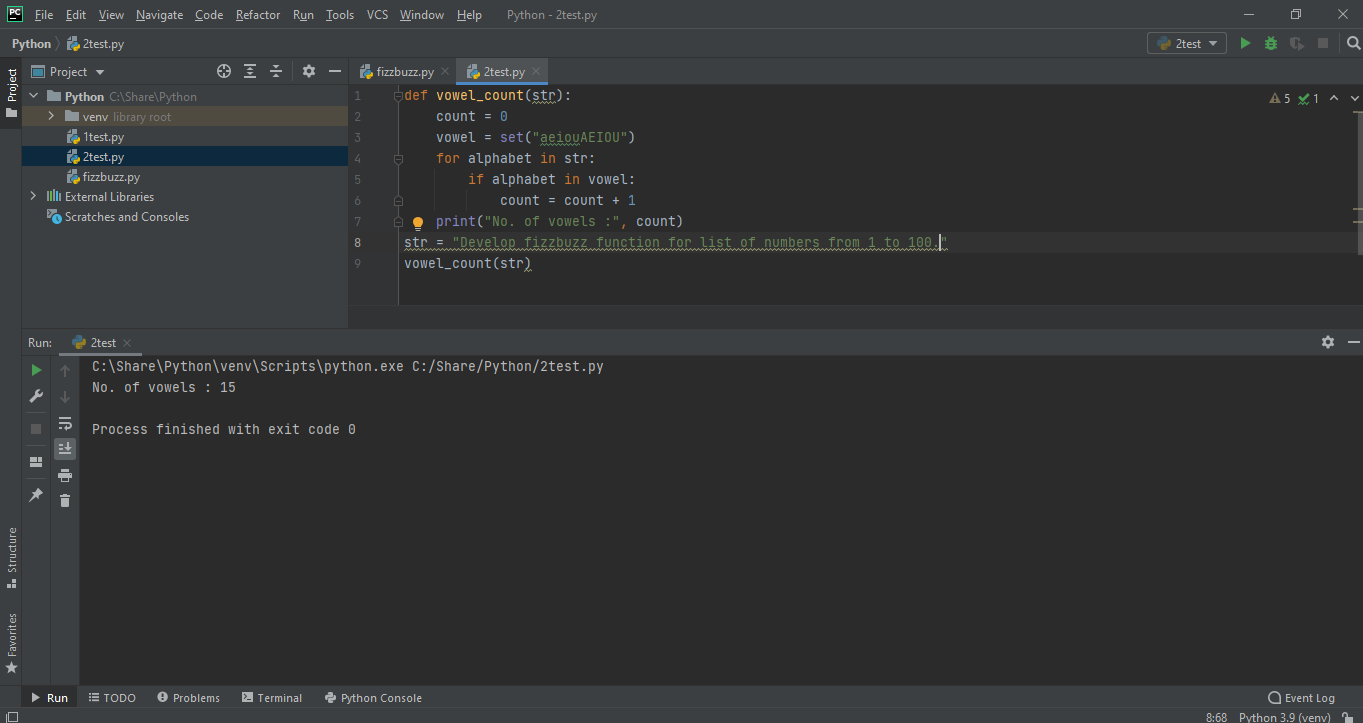 PC File Edit View Navigate Code Refactor Run Tools VCS Window Help Python - 2test.py
Python 2test.py 2test
Project
Project
fizzbuzz.py 2test.py
Python C:\Share\Python
venv library root
1test.py
2test.py
fizzbuzz.py
External Libraries
Scratches and Consoles
5 1
1 def vowel_count(str):
2 count = 0
3 vowel = set("aeiouAEIOU")
4 for alphabet in str:
5 if alphabet in vowel:
6 count = count + 1
7 print("No. of vowels :", count)
8 str = "Develop fizzbuzz function for list of numbers from 1 to 100."
9 vowel_count(str)
Run: 2test
C:\Share\Python\venv\Scripts\python.exe C:/Share/Python/2test.py
No. of vowels : 15
Process finished with exit code 0
Structure
Favorites
Run TODO Problems Terminal Python Console Event Log
8:68 Python 3.9 (venv)